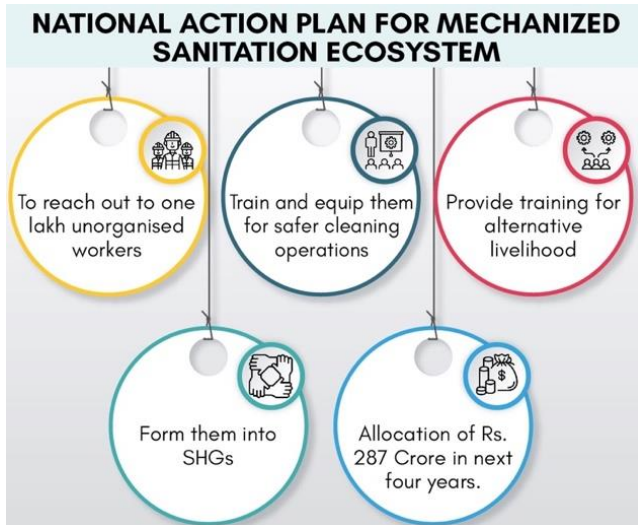 NATIONAL ACTION PLAN FOR MECHANIZED
SANITATION ECOSYSTEM
To reach out to one
lakh unorganised
workers
Train and equip them
for safer cleaning
operations
Provide training for
alternative
livelihood
Form them into
SHGs
$
Allocation of Rs.
287 Crore in next
four years.